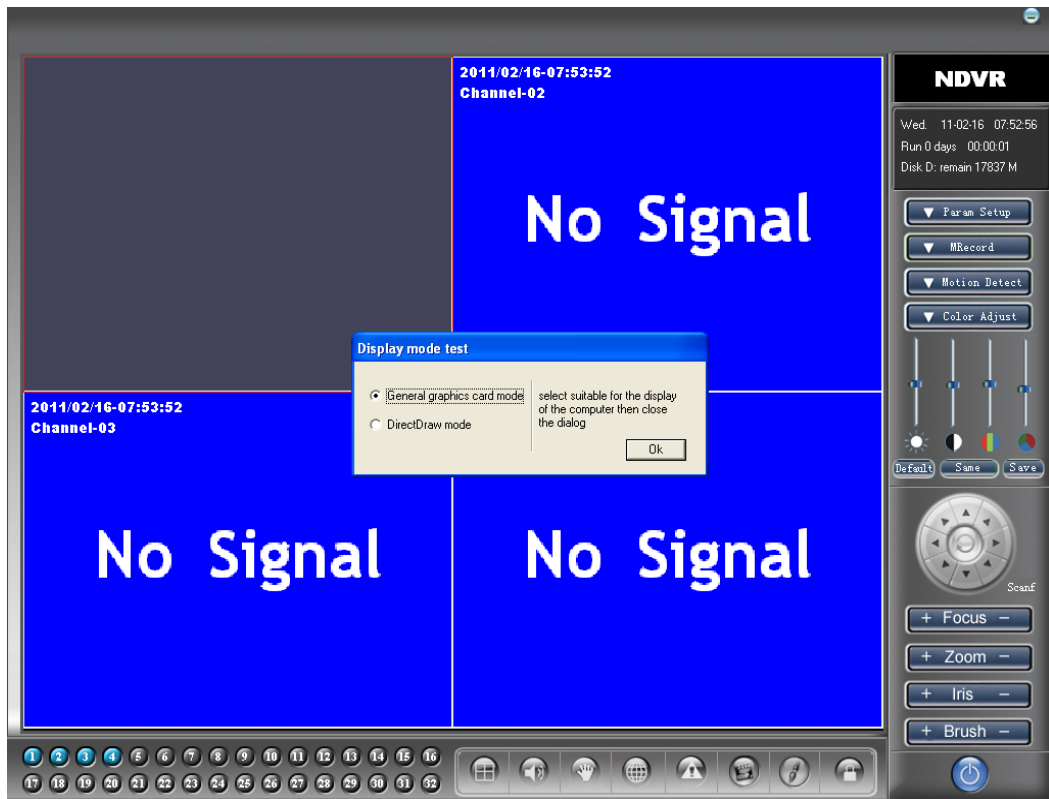 2011/02/16-07:53:52
Channel-02
No Signal
2011/02/16-07:53:52
Channel-03
No Signal
No Signal
Display mode test
General graphics card mode
DirectDraw mode
select suitable for the display
of the computer then close
the dialog
Ok
NDVR
Wed. 11-02-16 07:52:56
Run 0 days 00:00:01
Disk D: remain 17837 M
Param Setup
MRecord
Motion Detect
Color Adjust
Default Same Save
Scanf
+ Focus −
+ Zoom −
+ Iris −
+ Brush −
1 2 3 4 5 6 7 8 9 10 11 12 13 14 15 16
17 18 19 20 21 22 23 24 25 26 27 28 29 30 31 32